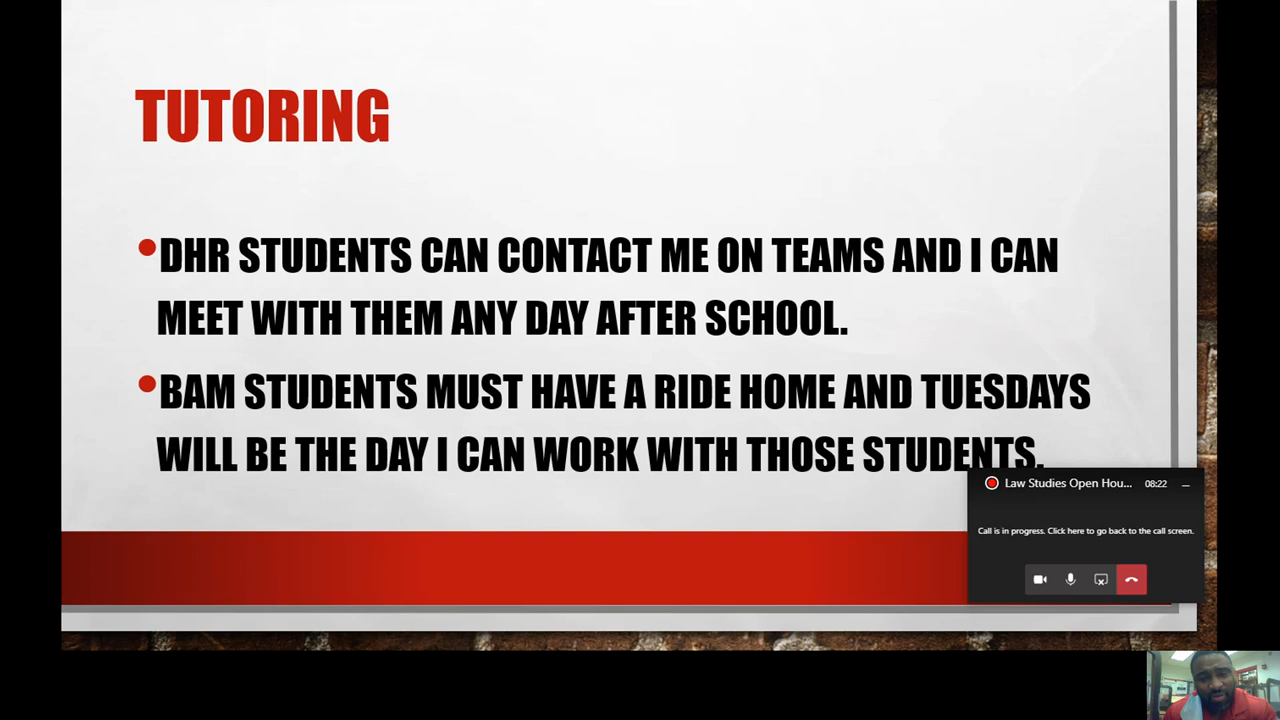 TUTORING
•DHR STUDENTS CAN CONTACT ME ON TEAMS AND I CAN
MEET WITH THEM ANY DAY AFTER SCHOOL.
•BAM STUDENTS MUST HAVE A RIDE HOME AND TUESDAYS
WILL BE THE DAY I CAN WORK WITH THOSE STUDENTS.
Law Studies Open Hou... 08:22
Call is in progress. Click here to go back to the call screen.